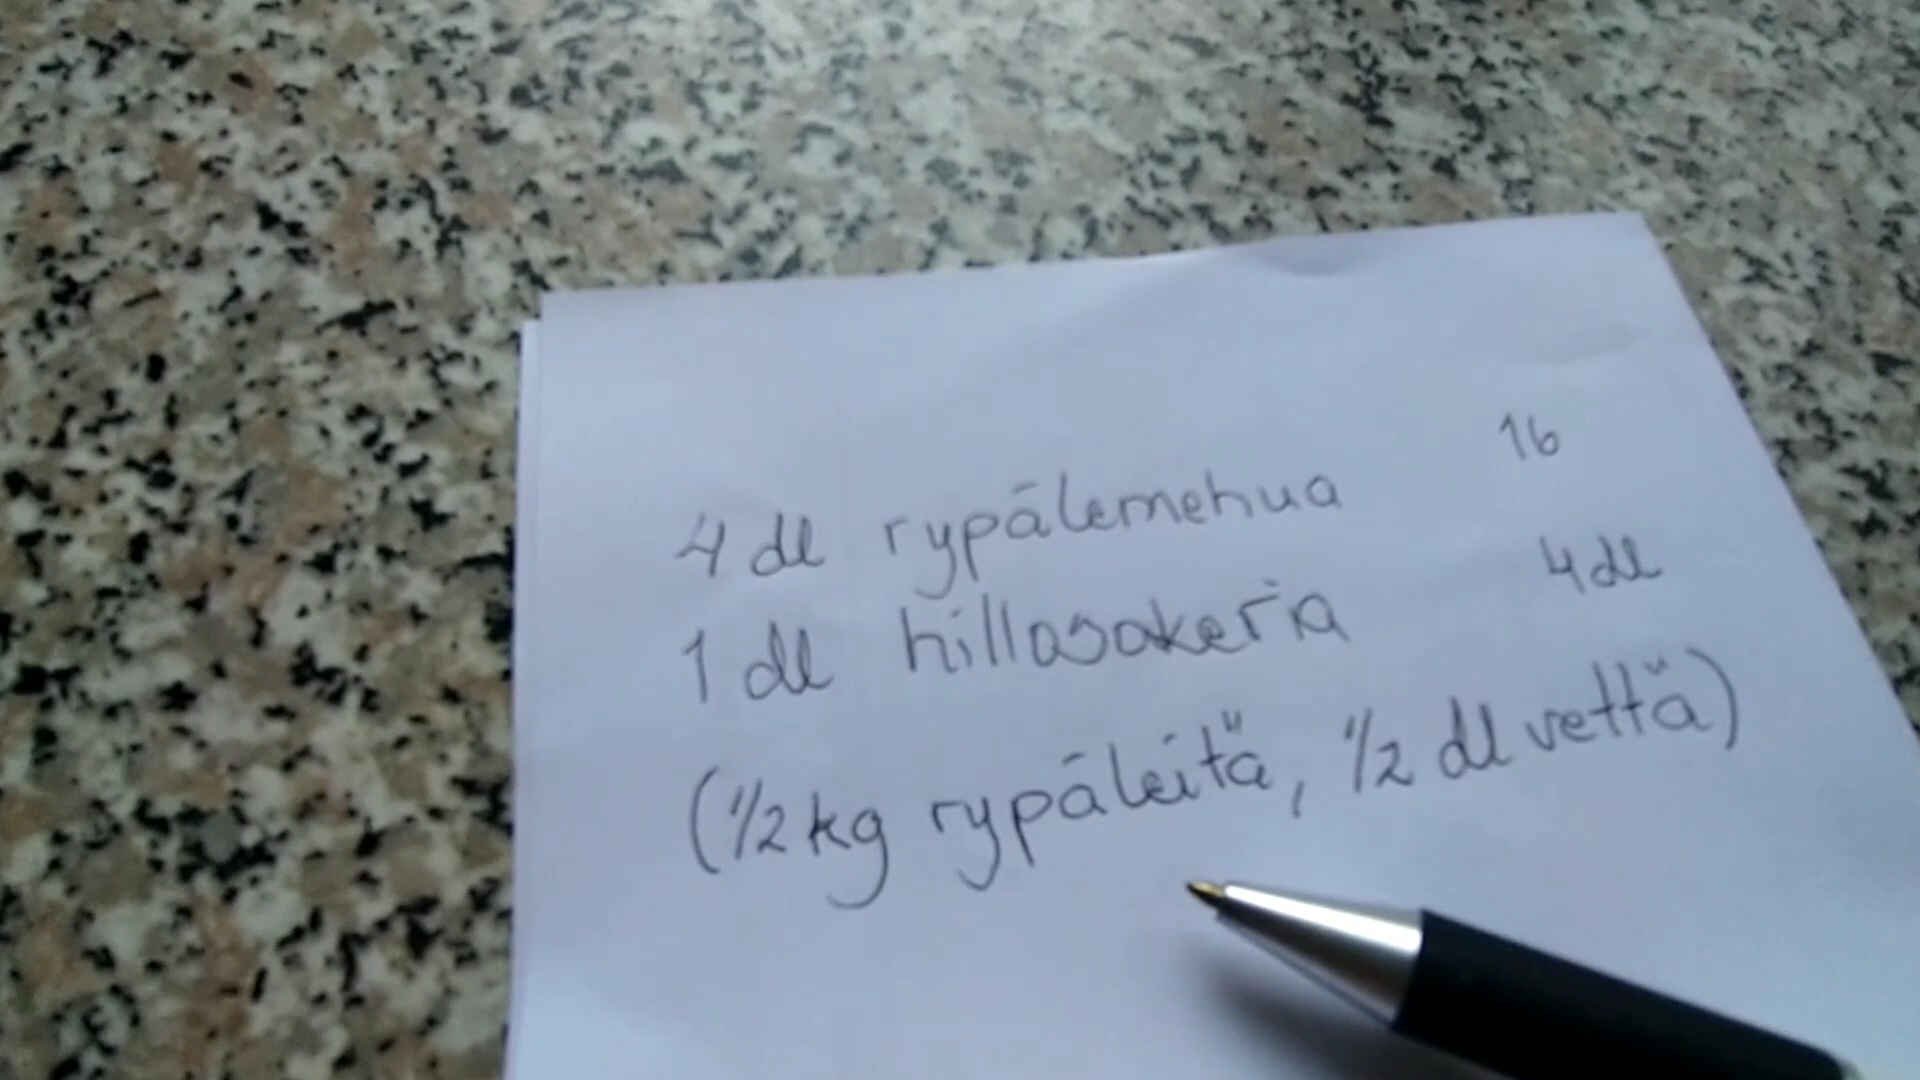 4 dl rypälemehua 16
1 dl hillosokeria 4 dl
(1/2 kg rypäleitä, 1/2 dl vettä)